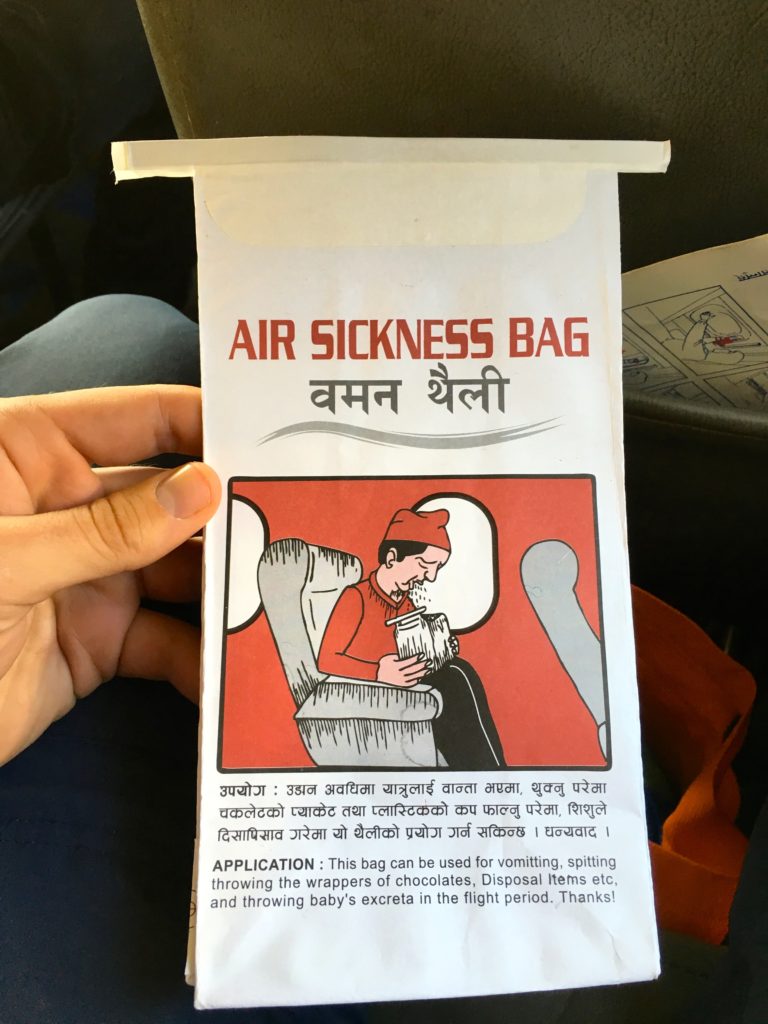 AIR SICKNESS BAG
वमन थैली
उपयोग : उडान अवधिमा यात्रुलाई वान्ता भएमा, थुक्नु परेमा
चकलेटको प्याकेट तथा प्लास्टिकको कप फाल्नु परेमा, शिशुले
दिसापिसाव गरेमा यो थैलीको प्रयोग गर्न सकिन्छ । धन्यवाद ।
APPLICATION : This bag can be used for vomitting, spitting
throwing the wrappers of chocolates, Disposal Items etc,
and throwing baby's excreta in the flight period. Thanks!